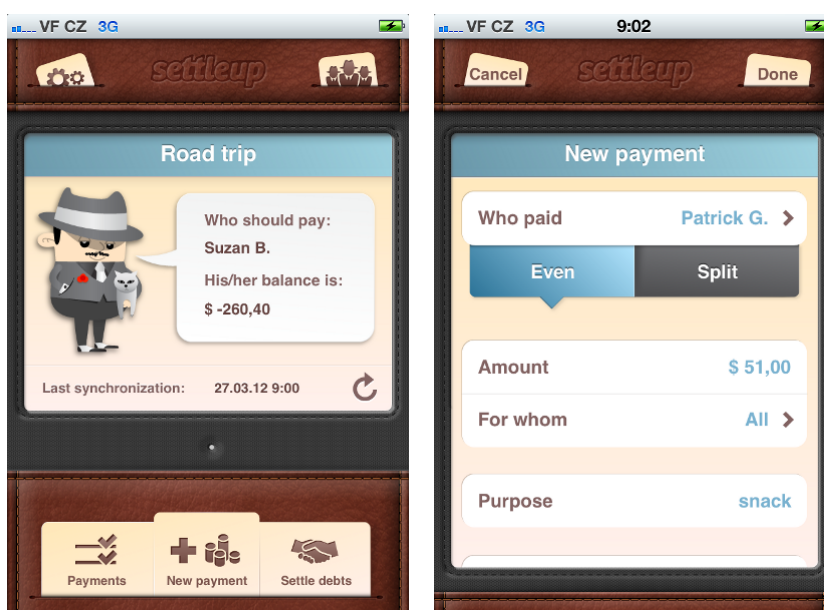 VF CZ 3G
settleup
Road trip
Who should pay:
Suzan B.
His/her balance is:
$ -260,40
Last synchronization: 27.03.12 9:00
Payments
New payment
Settle debts
VF CZ 3G 9:02
Cancel
settleup
Done
New payment
Who paid Patrick G.
Even Split
Amount $ 51,00
For whom All
Purpose snack